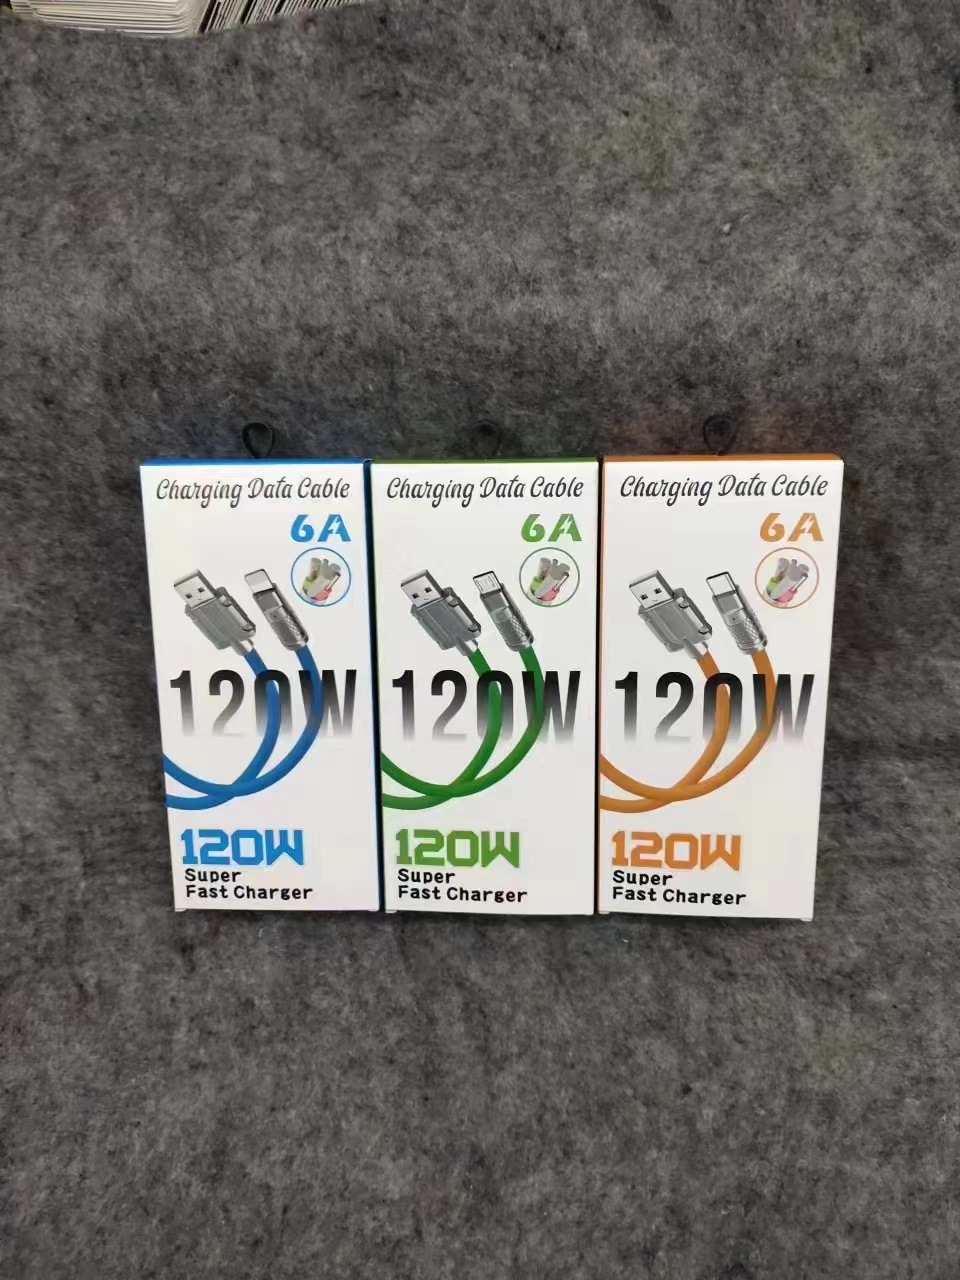 Charging Data Cable
6A
120W
120W
Super
Fast Charger
Charging Data Cable
6A
120W
120W
Super
Fast Charger
Charging Data Cable
6A
120W
120W
Super
Fast Charger